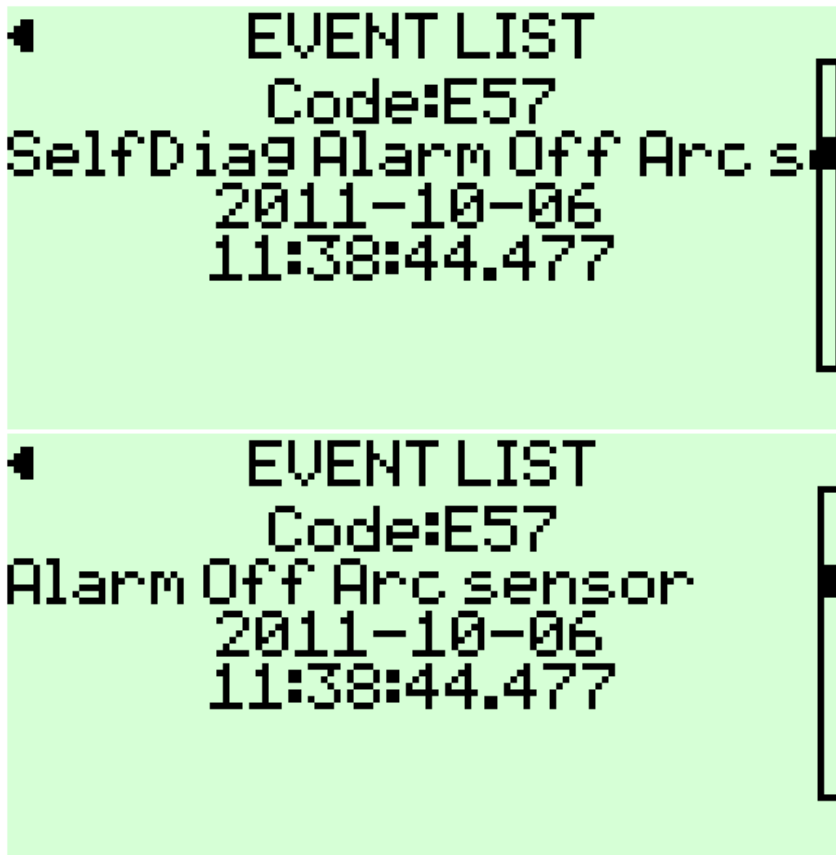 EVENT LIST
Code:E57
SelfDiag Alarm Off Arc s
2011-10-06
11:38:44.477
EVENT LIST
Code:E57
Alarm Off Arc sensor
2011-10-06
11:38:44.477